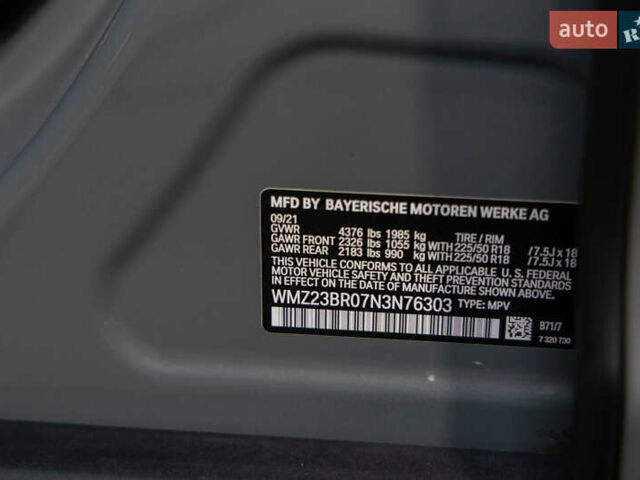 auto
R
MFD BY BAYERISCHE MOTOREN WERKE AG
09/21
GVWR 4376 lbs 1985 kg TIRE / RIM
GAWR FRONT 2326 lbs 1055 kg WITH 225/50 R18 /7.5J x 18
GAWR REAR 2183 lbs 990 kg WITH 225/50 R18 /7.5J x 18
THIS VEHICLE CONFORMS TO ALL APPLICABLE U.S. FEDERAL
MOTOR VEHICLE SAFETY, BUMPER, AND THEFT PREVENTION STANDARDS
IN EFFECT ON THE DATE OF MANUFACTURE SHOWN ABOVE.
WMZ23BR07N3N76303 TYPE: MPV
871/7
7 320 730